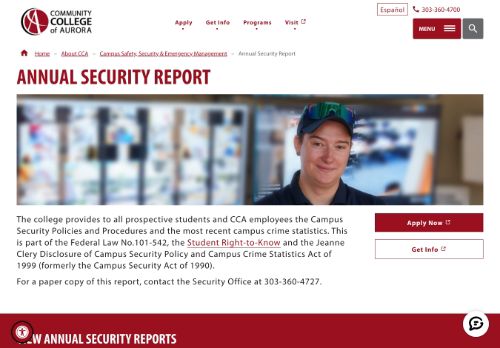 COMMUNITY
COLLEGE
of AURORA
Apply
Get Info
Programs
Visit
Español
303-360-4700
MENU
Home – About CCA – Campus Safety, Security & Emergency Management – Annual Security Report
ANNUAL SECURITY REPORT
The college provides to all prospective students and CCA employees the Campus
Security Policies and Procedures and the most recent campus crime statistics. This
is part of the Federal Law No.101-542, the Student Right-to-Know and the Jeanne
Clery Disclosure of Campus Security Policy and Campus Crime Statistics Act of
1999 (formerly the Campus Security Act of 1990).
For a paper copy of this report, contact the Security Office at 303-360-4727.
Apply Now
Get Info
ANNUAL SECURITY REPORTS